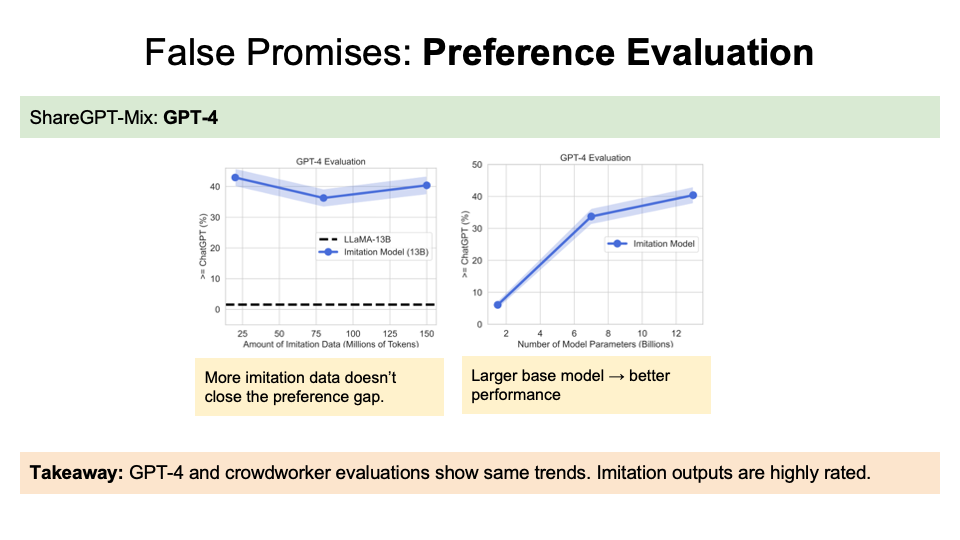 False Promises: Preference Evaluation
ShareGPT-Mix: GPT-4
GPT-4 Evaluation
>= ChatGPT (%)
40
30
20
10
0
LLaMA-13B
Imitation Model (13B)
25 50 75 100 125 150
Amount of Imitation Data (Millions of Tokens)
GPT-4 Evaluation
>= ChatGPT (%)
50
40
30
20
10
0
Imitation Model
2 4 6 8 10 12
Number of Model Parameters (Billions)
More imitation data doesn’t
close the preference gap.
Larger base model → better
performance
Takeaway: GPT-4 and crowdworker evaluations show same trends. Imitation outputs are highly rated.